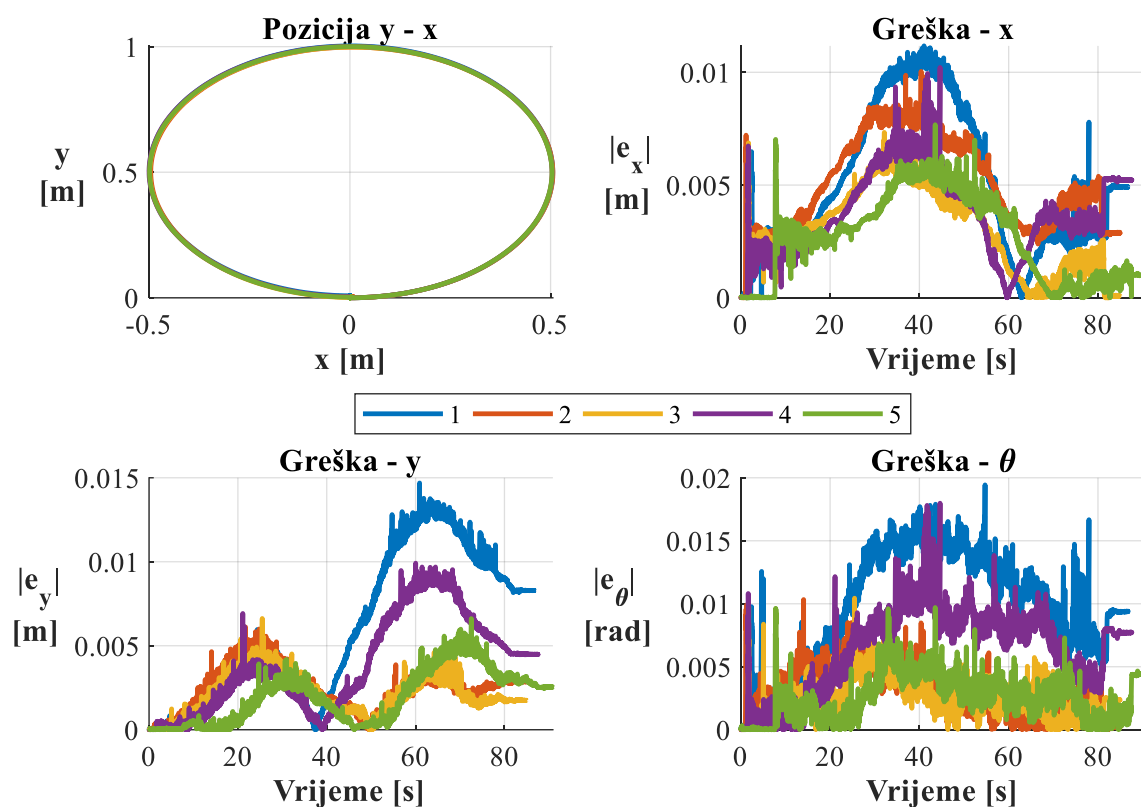 Pozicija y - x
1
y
[m]
0.5
0
-0.5
0
0.5
x [m]
Greška - x
0.01
|e_x|
[m]
0.005
0
0
20
40
60
80
Vrijeme [s]
1 2 3 4 5
Greška - y
0.015
0.01
|e_y|
[m]
0.005
0
0
20
40
60
80
Vrijeme [s]
Greška - θ
0.02
0.015
|e_θ|
0.01
[rad]
0.005
0
0
20
40
60
80
Vrijeme [s]